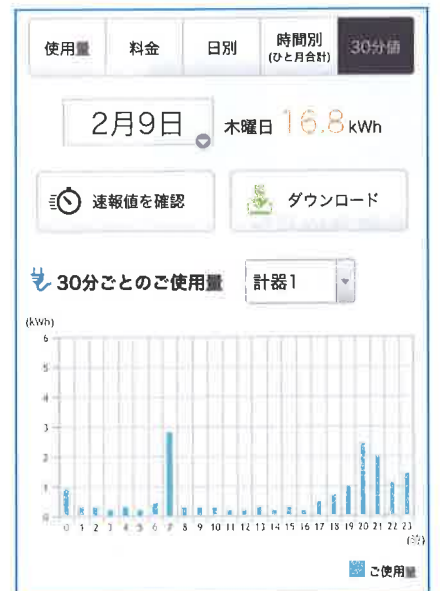 使用量 料金 日別 時間別 30分値
(ひと月合計)
2月9日 木曜日 16.8 kWh
速報値を確認 ダウンロード
30分ごとのご使用量 計器1
(kWh)
6
5
4
3
2
1
0
0 1 2 3 4 5 6 7 8 9 10 11 12 13 14 15 16 17 18 19 20 21 22 23
(時)
ご使用量